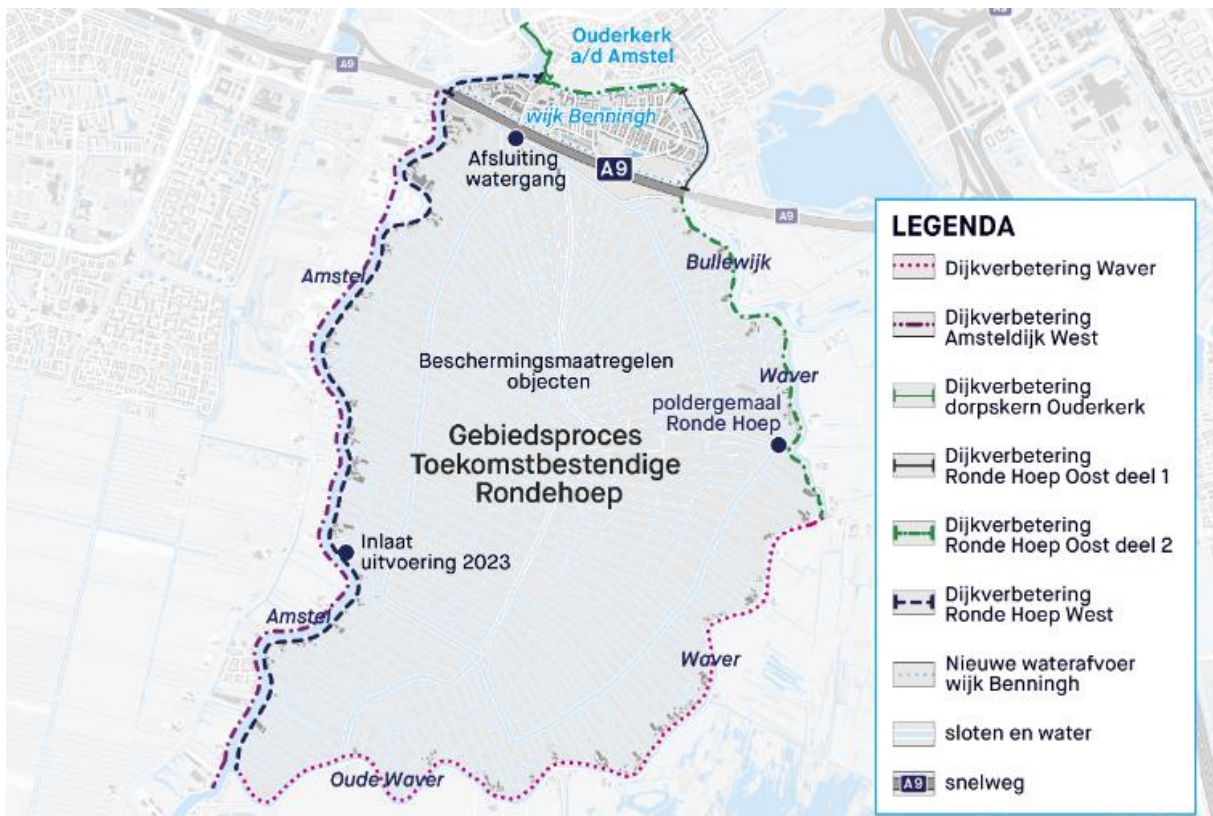 Ouderkerk
a/d Amstel
A9
A9
wijk Benningh
Afsluiting
watergang
A9
A9
Amstel
Bullewijk
Beschermingsmaatregelen
objecten
Waver
poldergemaal
Ronde Hoep
Gebiedsproces
Toekomstbestendige
Rondehoep
Inlaat
uitvoering 2023
Amstel
Waver
Oude Waver
LEGENDA
Dijkverbetering Waver
Dijkverbetering
Amsteldijk West
Dijkverbetering
dorpskern Ouderkerk
Dijkverbetering
Ronde Hoep Oost deel 1
Dijkverbetering
Ronde Hoep Oost deel 2
Dijkverbetering
Ronde Hoep West
Nieuwe waterafvoer
wijk Benningh
sloten en water
A9 snelweg